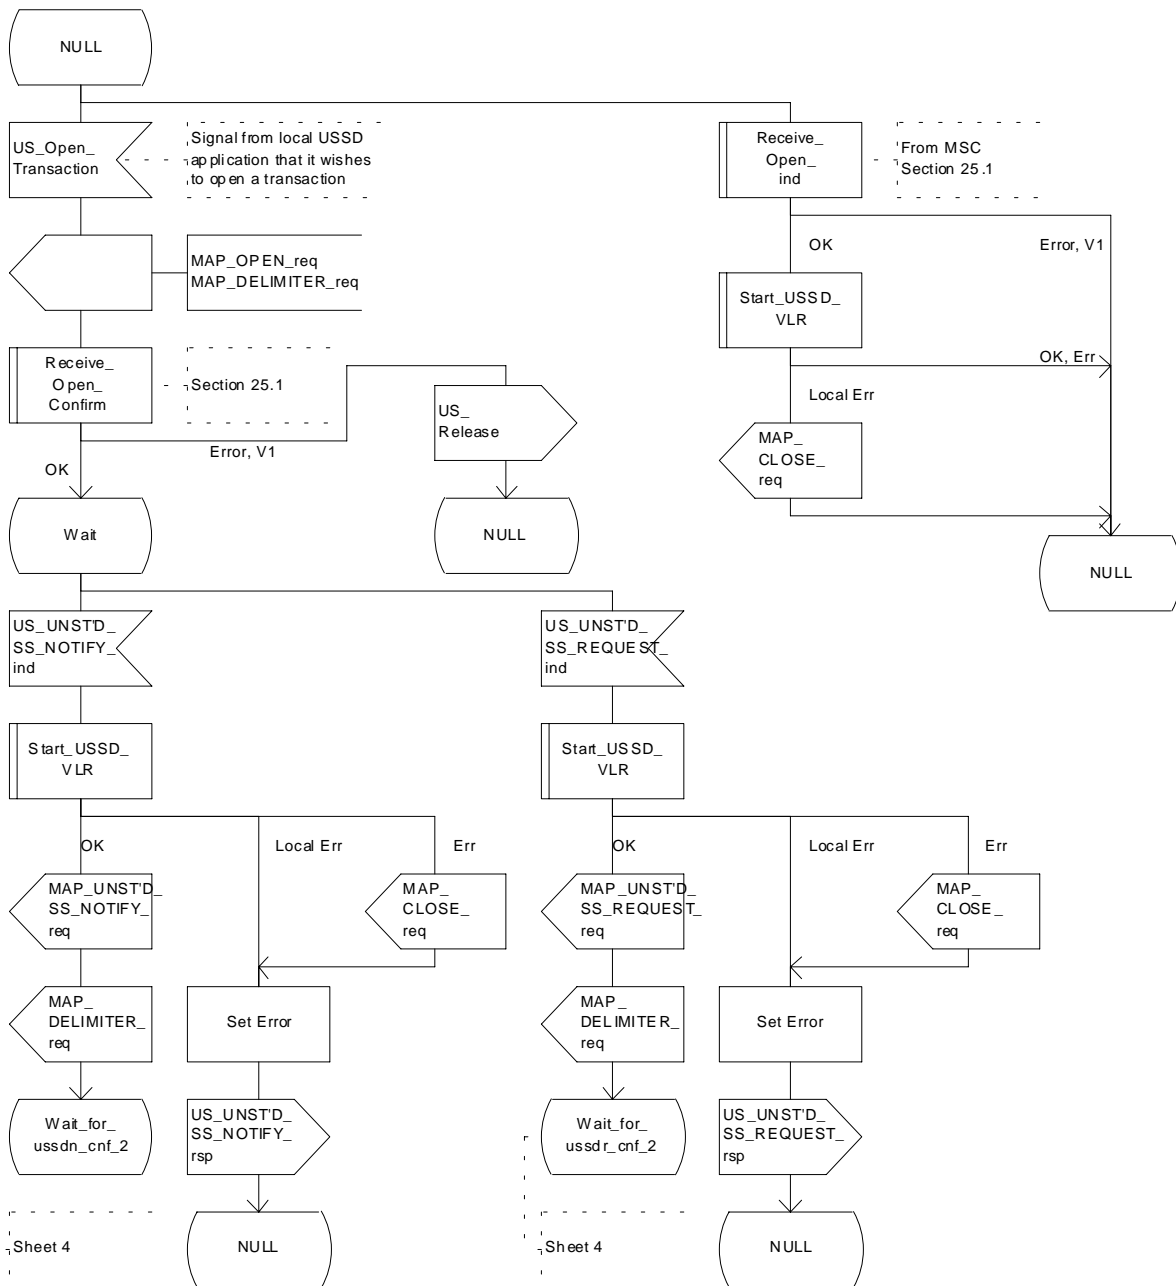 NULL
US_Open_
Transaction
Signal from local USSD
application that it wishes
to open a transaction
Receive_
Open_
ind
From MSC
Section 25.1
MAP_OPEN_req
MAP_DELIMITER_req
OK
Error, V1
Start_USSD_
VLR
Receive_
Open_
Confirm
Section 25.1
OK, Err
Local Err
US_
Release
MAP_
CLOSE_
req
Error, V1
OK
Wait
NULL
NULL
US_UNST'D_
SS_NOTIFY_
ind
US_UNST'D_
SS_REQUEST_
ind
Start_USSD_
VLR
Start_USSD_
VLR
OK
Local Err
Err
OK
Local Err
Err
MAP_UNST'D_
SS_NOTIFY_
req
MAP_
CLOSE_
req
MAP_UNST'D_
SS_REQUEST_
req
MAP_
CLOSE_
req
MAP_
DELIMITER_
req
Set Error
MAP_
DELIMITER_
req
Set Error
Wait_for_
ussdn_cnf_2
US_UNST'D_
SS_NOTIFY_
rsp
Wait_for_
ussdr_cnf_2
US_UNST'D_
SS_REQUEST_
rsp
Sheet 4
NULL
Sheet 4
NULL